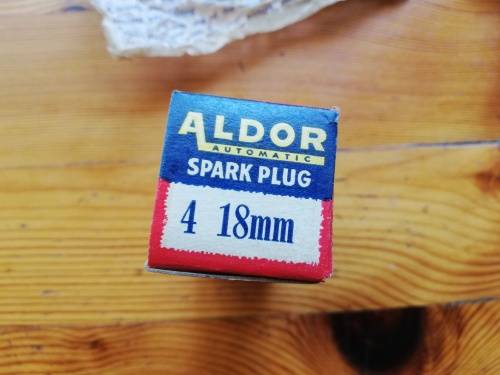 ALDOR
AUTOMATIC
SPARK PLUG
4 18mm